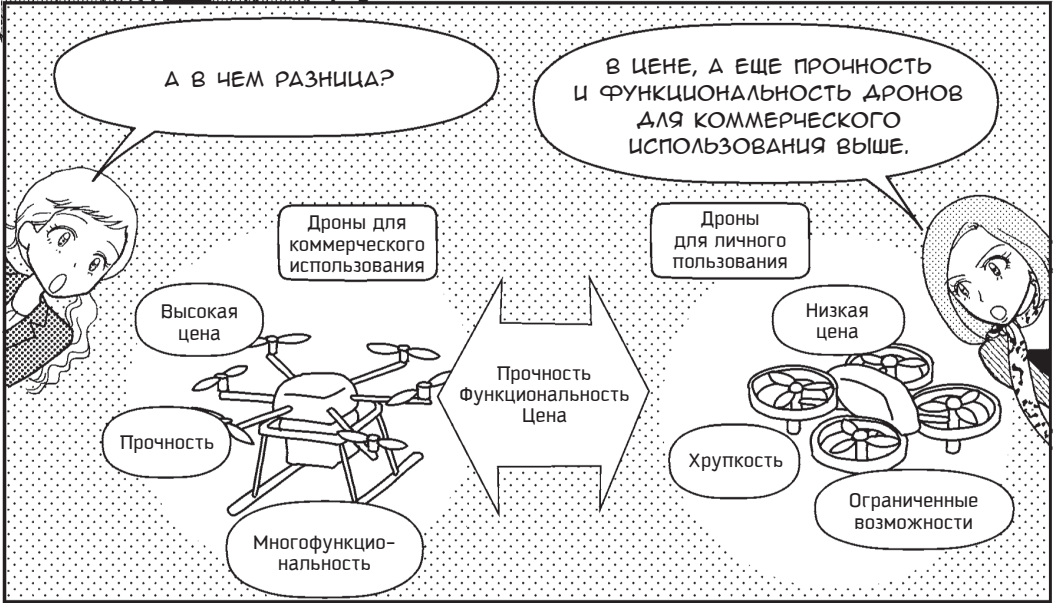 А В ЧЕМ РАЗНИЦА?
В ЦЕНЕ, А ЕЩЕ ПРОЧНОСТЬ
И ФУНКЦИОНАЛЬНОСТЬ ДРОНОВ
ДЛЯ КОММЕРЧЕСКОГО
ИСПОЛЬЗОВАНИЯ ВЫШЕ.
Дроны для
коммерческого
использования
Дроны
для личного
пользования
Высокая
цена
Прочность
Многофункцио-
нальность
Прочность
Функциональность
Цена
Низкая
цена
Хрупкость
Ограниченные
возможности